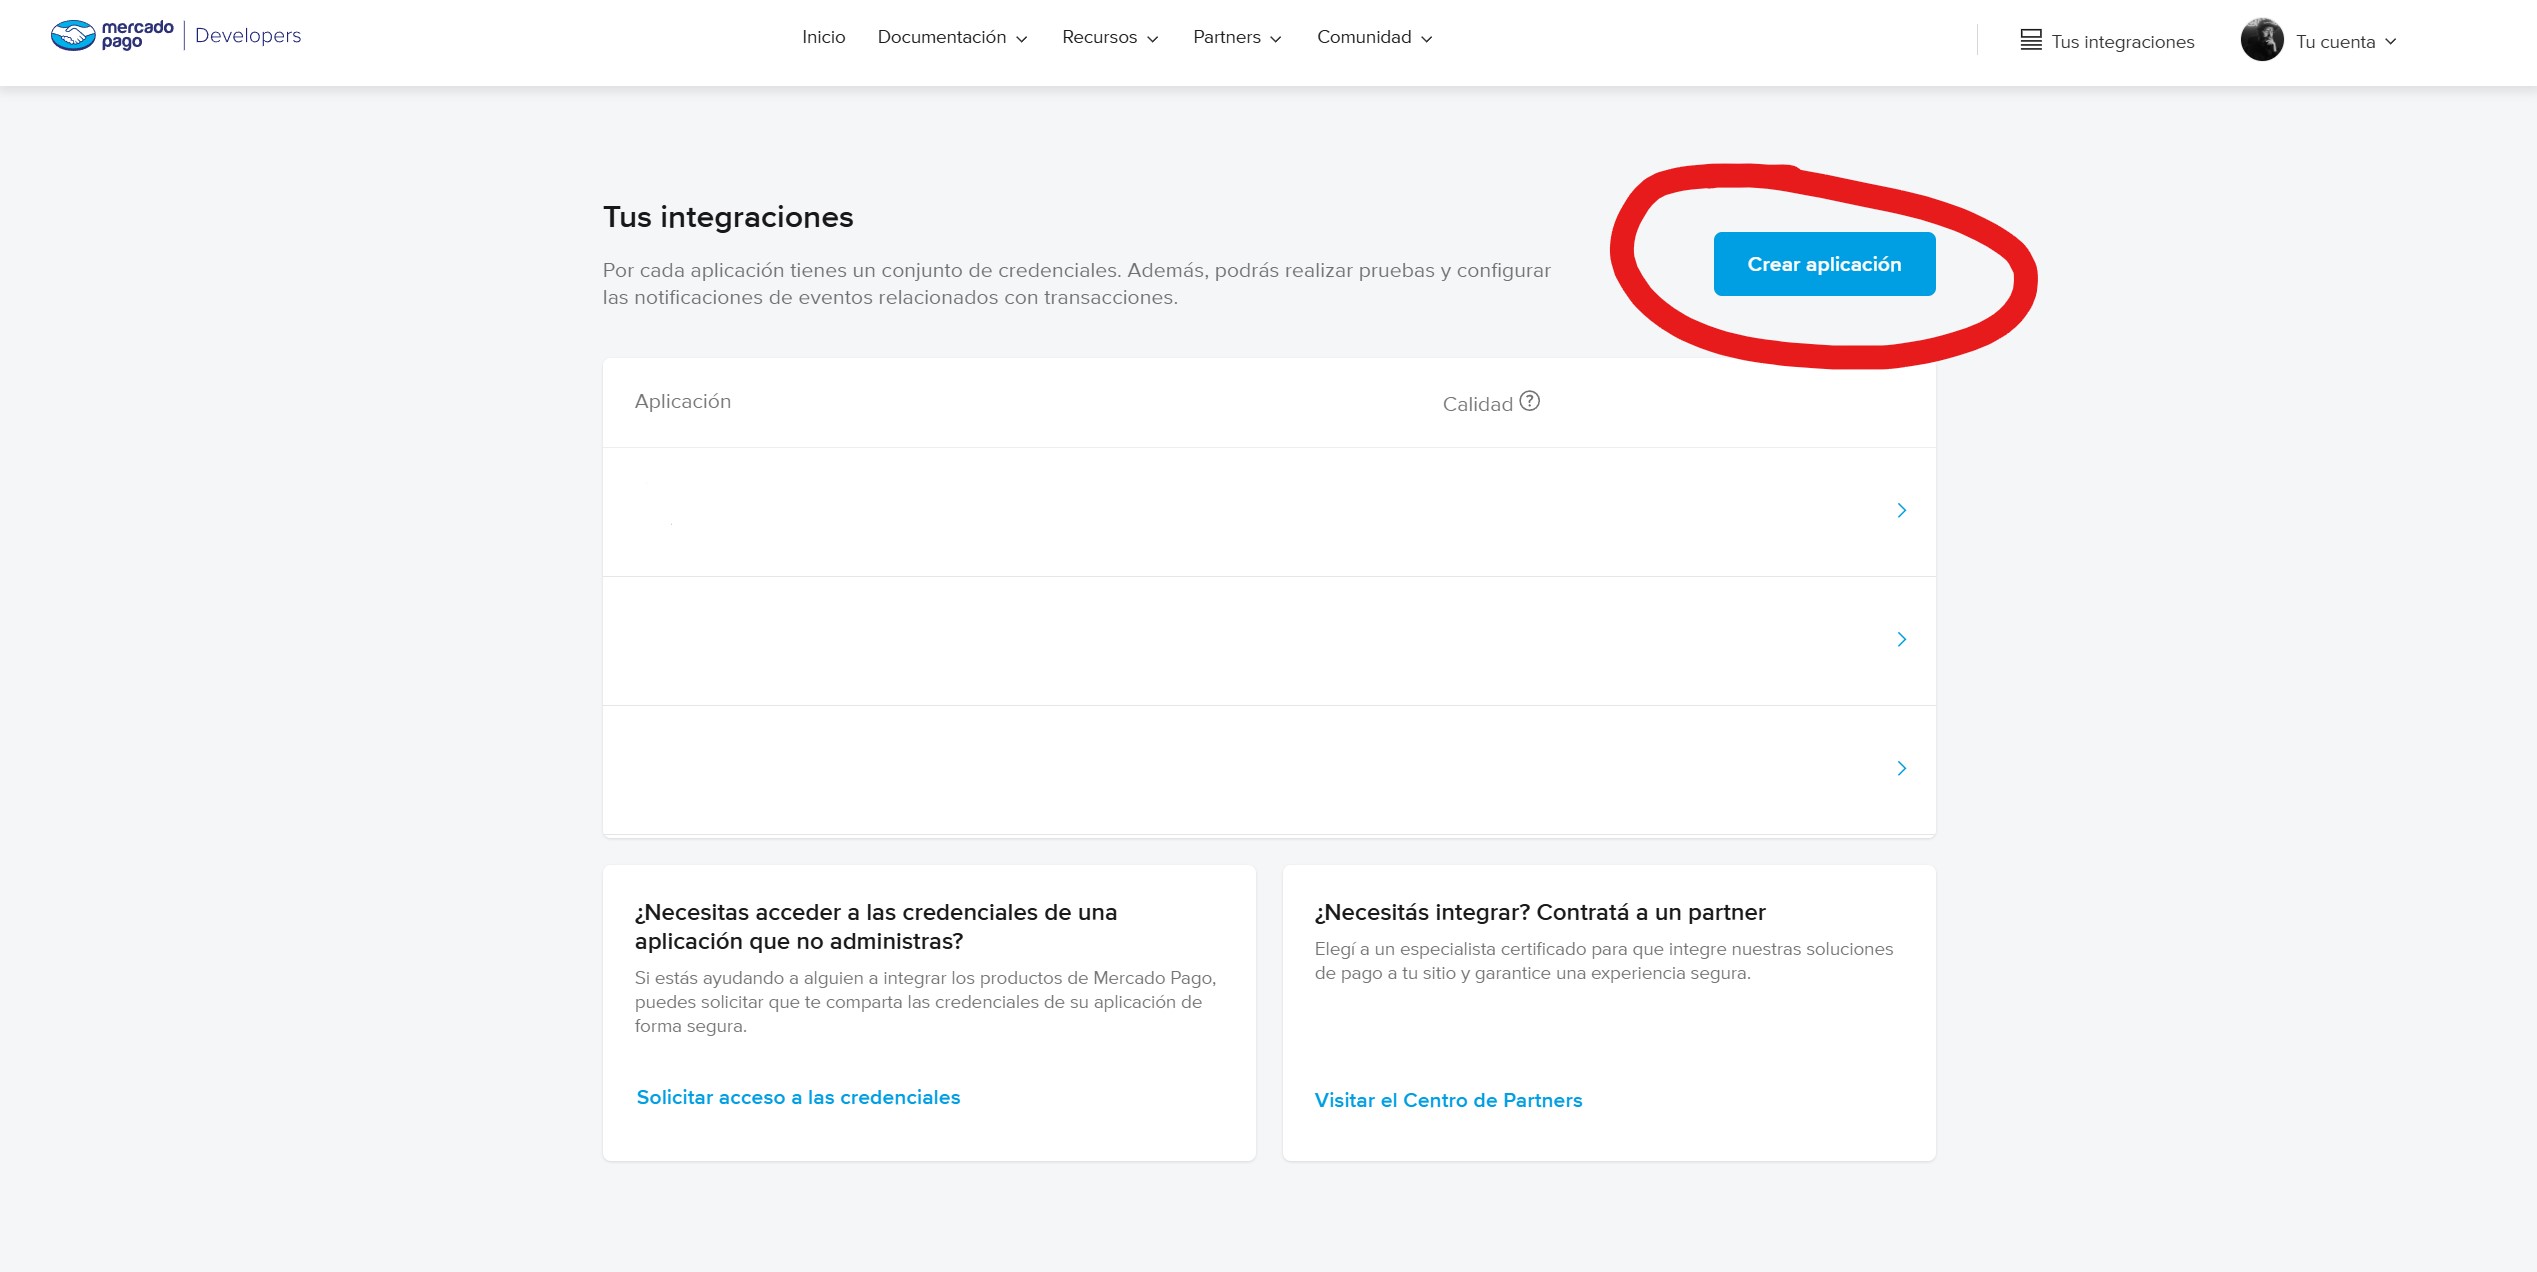 mercado pago | Developers
Inicio
Documentación
Recursos
Partners
Comunidad
Tus integraciones
Tu cuenta
Tus integraciones
Por cada aplicación tienes un conjunto de credenciales. Además, podrás realizar pruebas y configurar
las notificaciones de eventos relacionados con transacciones.
Crear aplicación
Aplicación
Calidad ?
¿Necesitas acceder a las credenciales de una
aplicación que no administras?
Si estás ayudando a alguien a integrar los productos de Mercado Pago,
puedes solicitar que te comparta las credenciales de su aplicación de
forma segura.
Solicitar acceso a las credenciales
¿Necesitás integrar? Contratá a un partner
Elegí a un especialista certificado para que integre nuestras soluciones
de pago a tu sitio y garantice una experiencia segura.
Visitar el Centro de Partners